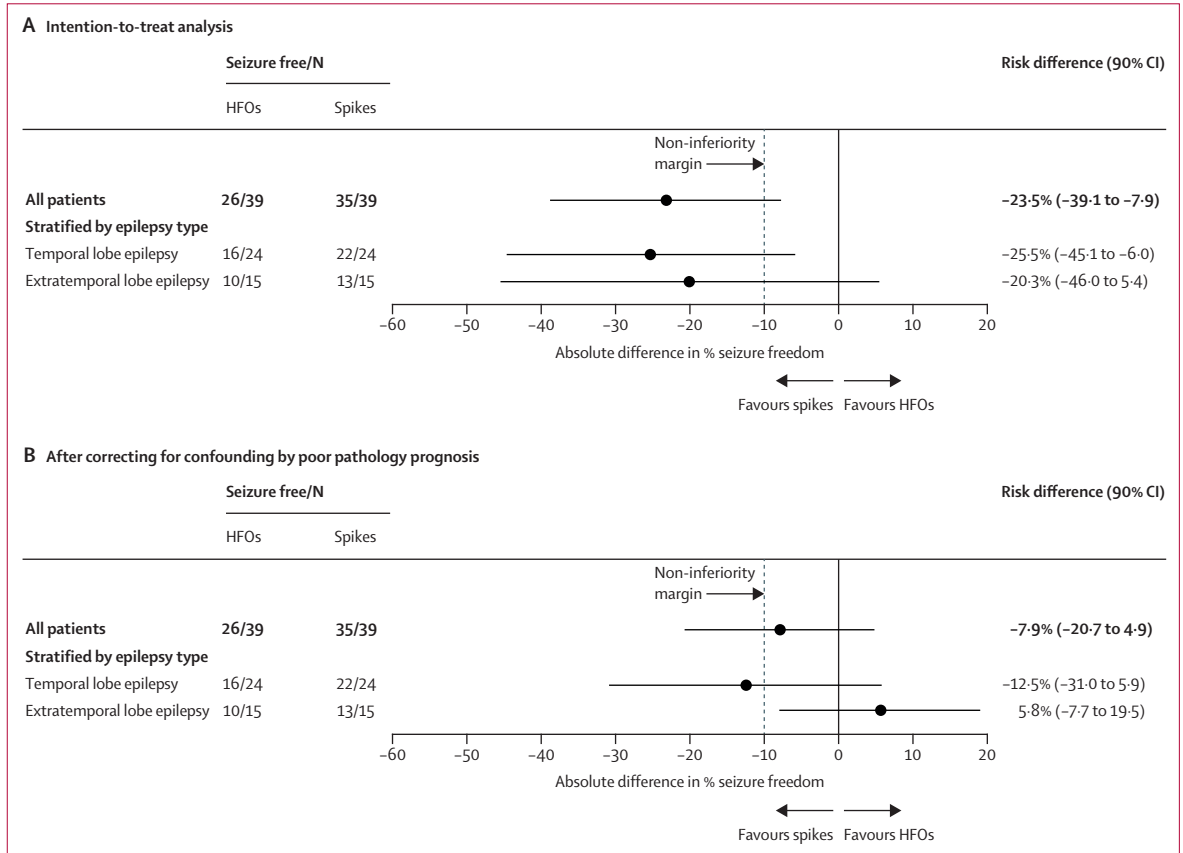 A Intention-to-treat analysis
Seizure free/N Risk difference (90% CI)
HFOs Spikes
Non-inferiority
margin
All patients 26/39 35/39 –23·5% (–39·1 to –7·9)
Stratified by epilepsy type
Temporal lobe epilepsy 16/24 22/24 –25·5% (–45·1 to –6·0)
Extratemporal lobe epilepsy 10/15 13/15 –20·3% (–46·0 to 5·4)
–60 –50 –40 –30 –20 –10 0 10 20
Absolute difference in % seizure freedom
Favours spikes Favours HFOs
B After correcting for confounding by poor pathology prognosis
Seizure free/N Risk difference (90% CI)
HFOs Spikes
Non-inferiority
margin
All patients 26/39 35/39 –7·9% (–20·7 to 4·9)
Stratified by epilepsy type
Temporal lobe epilepsy 16/24 22/24 –12·5% (–31·0 to 5·9)
Extratemporal lobe epilepsy 10/15 13/15 5·8% (–7·7 to 19·5)
–60 –50 –40 –30 –20 –10 0 10 20
Absolute difference in % seizure freedom
Favours spikes Favours HFOs